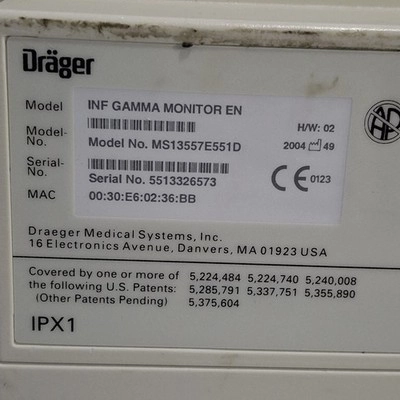 Dräger
Model INF GAMMA MONITOR EN
H/W: 02
Model-No. Model No. MS13557E551D
2004 49
Serial-No. Serial No. 5513326573
CE 0123
MAC 00:30:E6:02:36:BB
Draeger Medical Systems, Inc.
16 Electronics Avenue, Danvers, MA 01923 USA
Covered by one or more of 5,224,484 5,224,740 5,240,008
the following U.S. Patents: 5,285,791 5,337,751 5,355,890
(Other Patents Pending) 5,375,604
IPX1